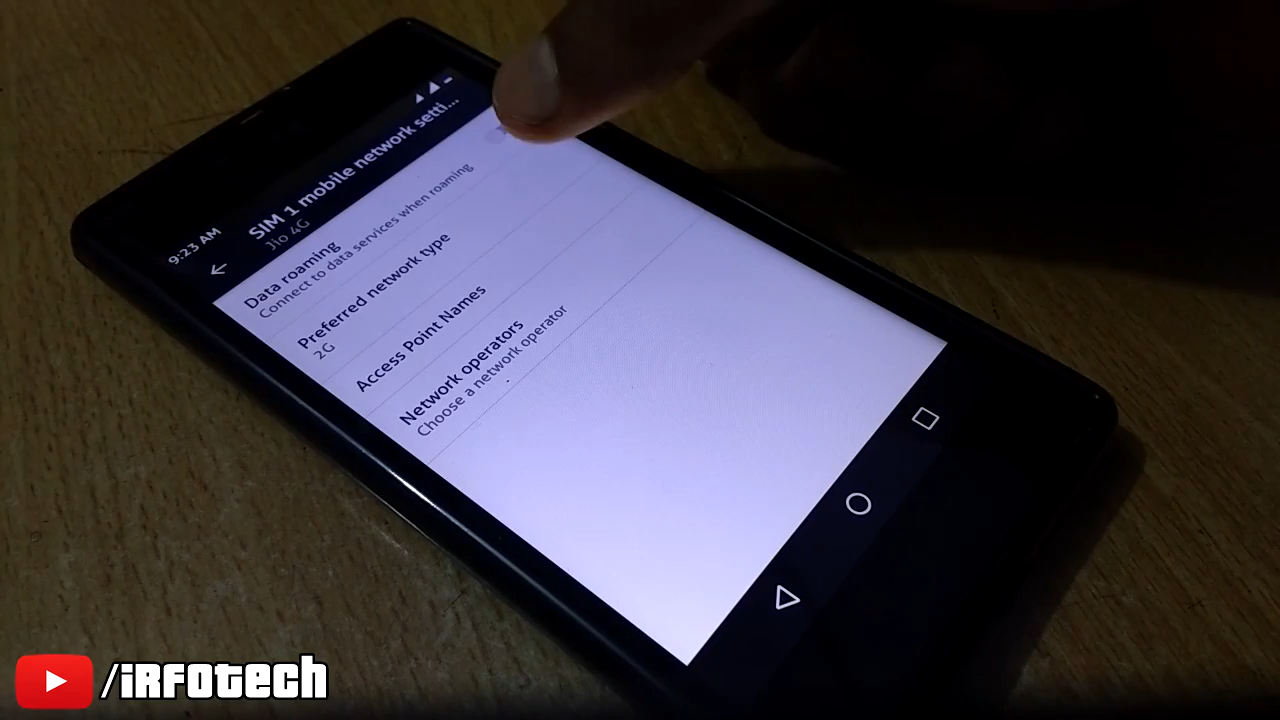 9:23 AM
SIM 1 mobile network setti...
Jio 4G
Data roaming
Connect to data services when roaming
Preferred network type
2G
Access Point Names
Network operators
Choose a network operator
/iRFOtech